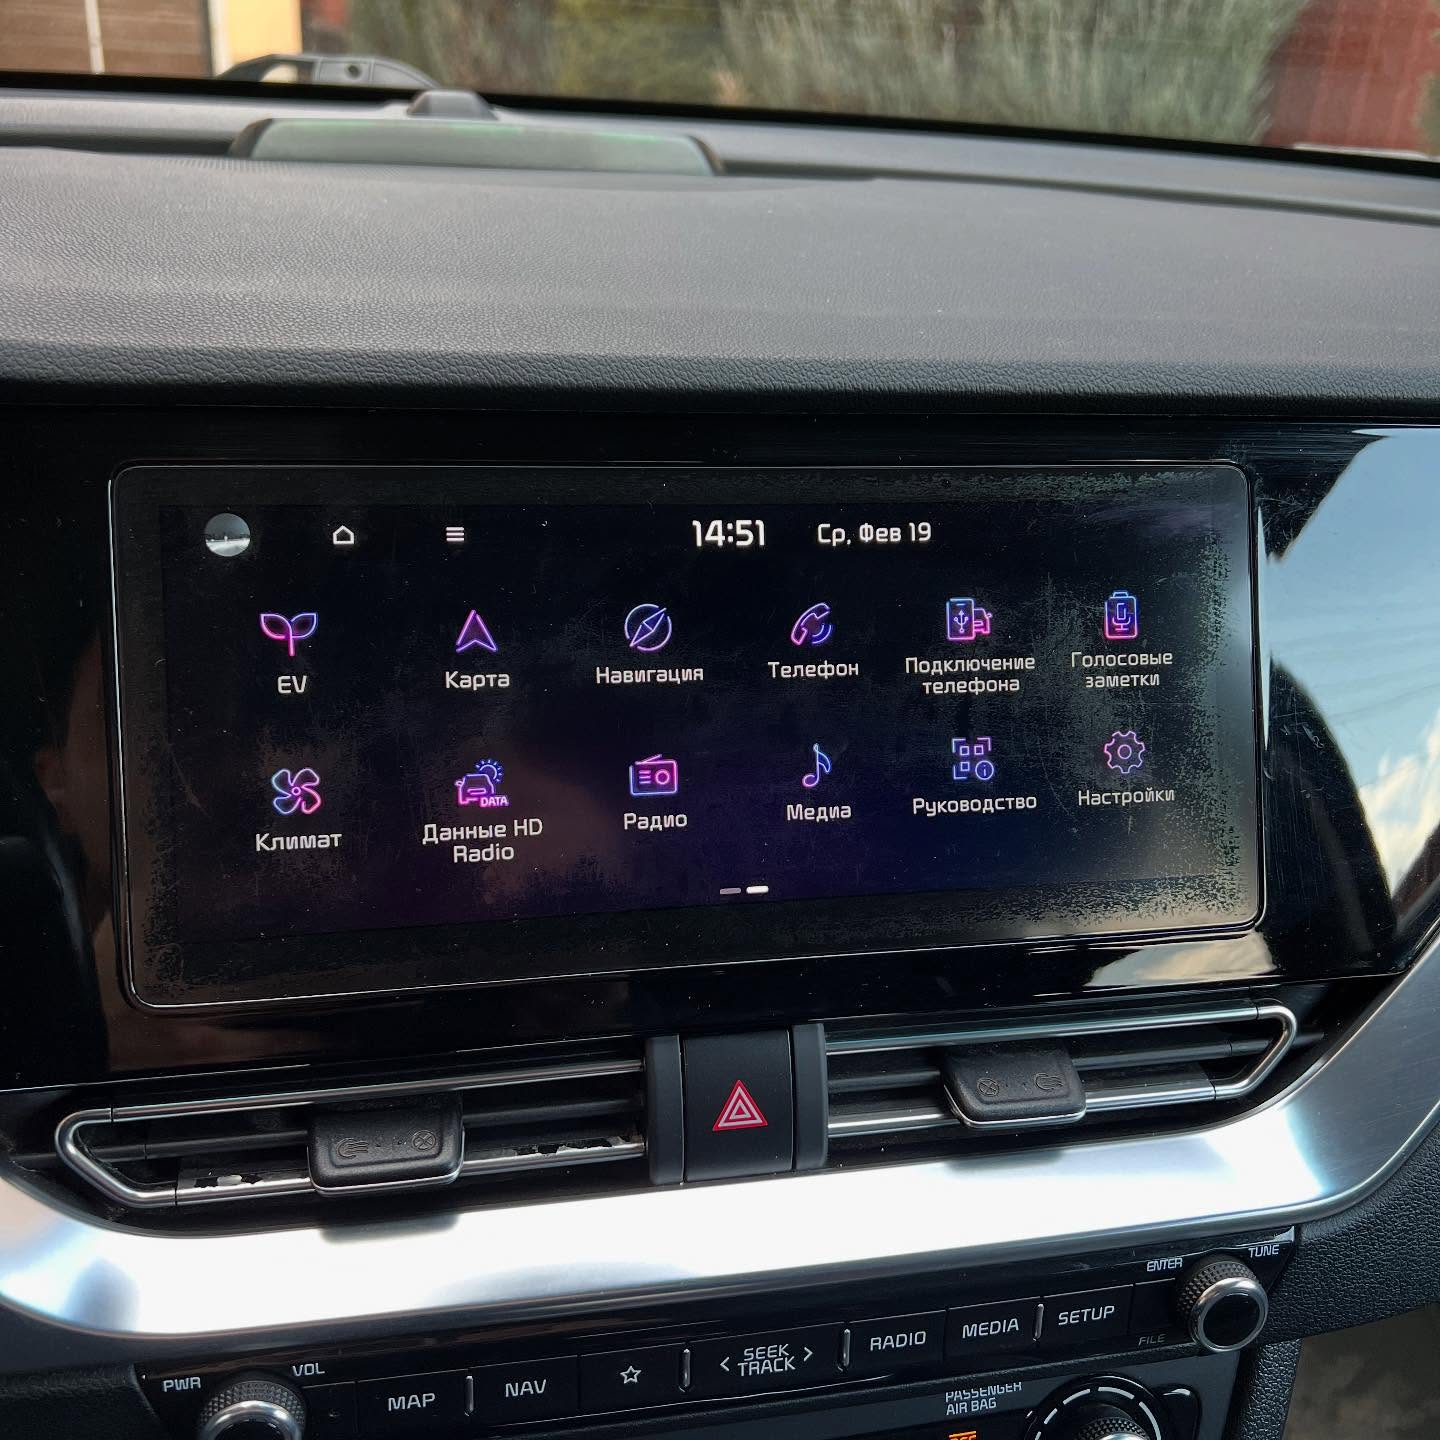 14:51 Ср, Фев 19
EV
Карта
Навигация
Телефон
Подключение
телефона
Голосовые
заметки
Климат
DATA
Данные HD
Radio
Радио
Медиа
Руководство
Настройки
ENTER
TUNE
FILE
PWR
VOL
MAP
NAV
SEEK
TRACK
RADIO
MEDIA
SETUP
PASSENGER
AIR BAG